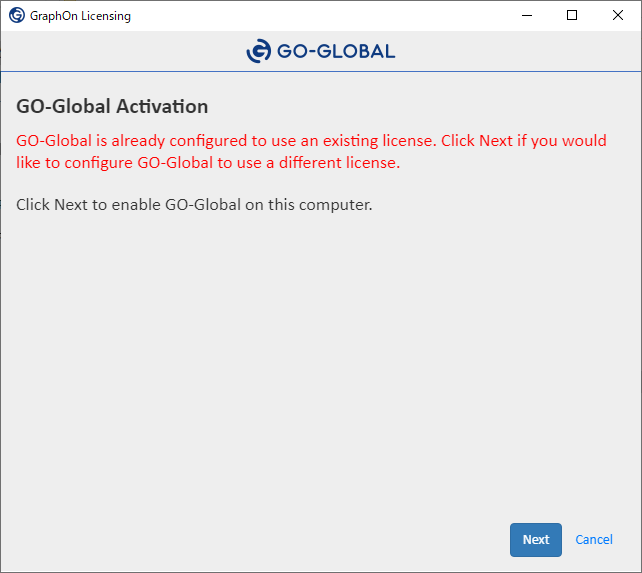 GraphOn Licensing
GO-GLOBAL
GO-Global Activation
GO-Global is already configured to use an existing license. Click Next if you would
like to configure GO-Global to use a different license.
Click Next to enable GO-Global on this computer.
Next
Cancel